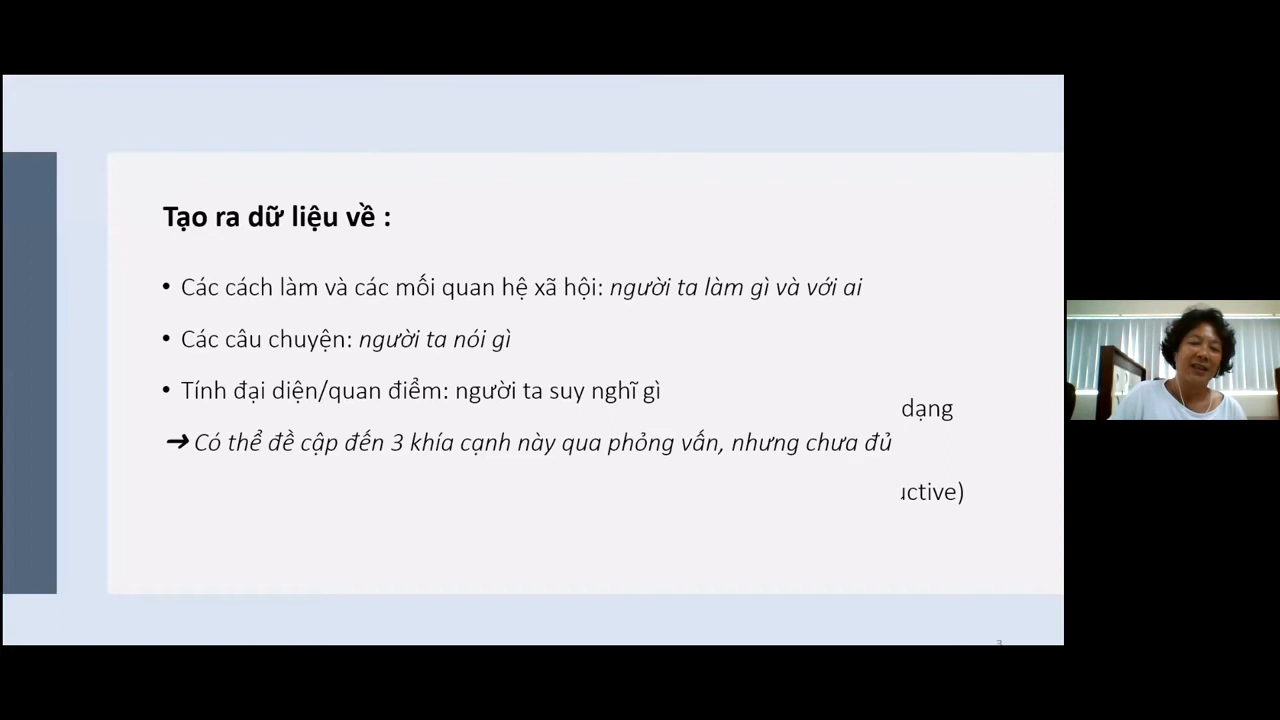 Tạo ra dữ liệu về :
• Các cách làm và các mối quan hệ xã hội: người ta làm gì và với ai
• Các câu chuyện: người ta nói gì
• Tính đại diện/quan điểm: người ta suy nghĩ gì
dạng
➔ Có thể đề cập đến 3 khía cạnh này qua phỏng vấn, nhưng chưa đủ
uctive)
3